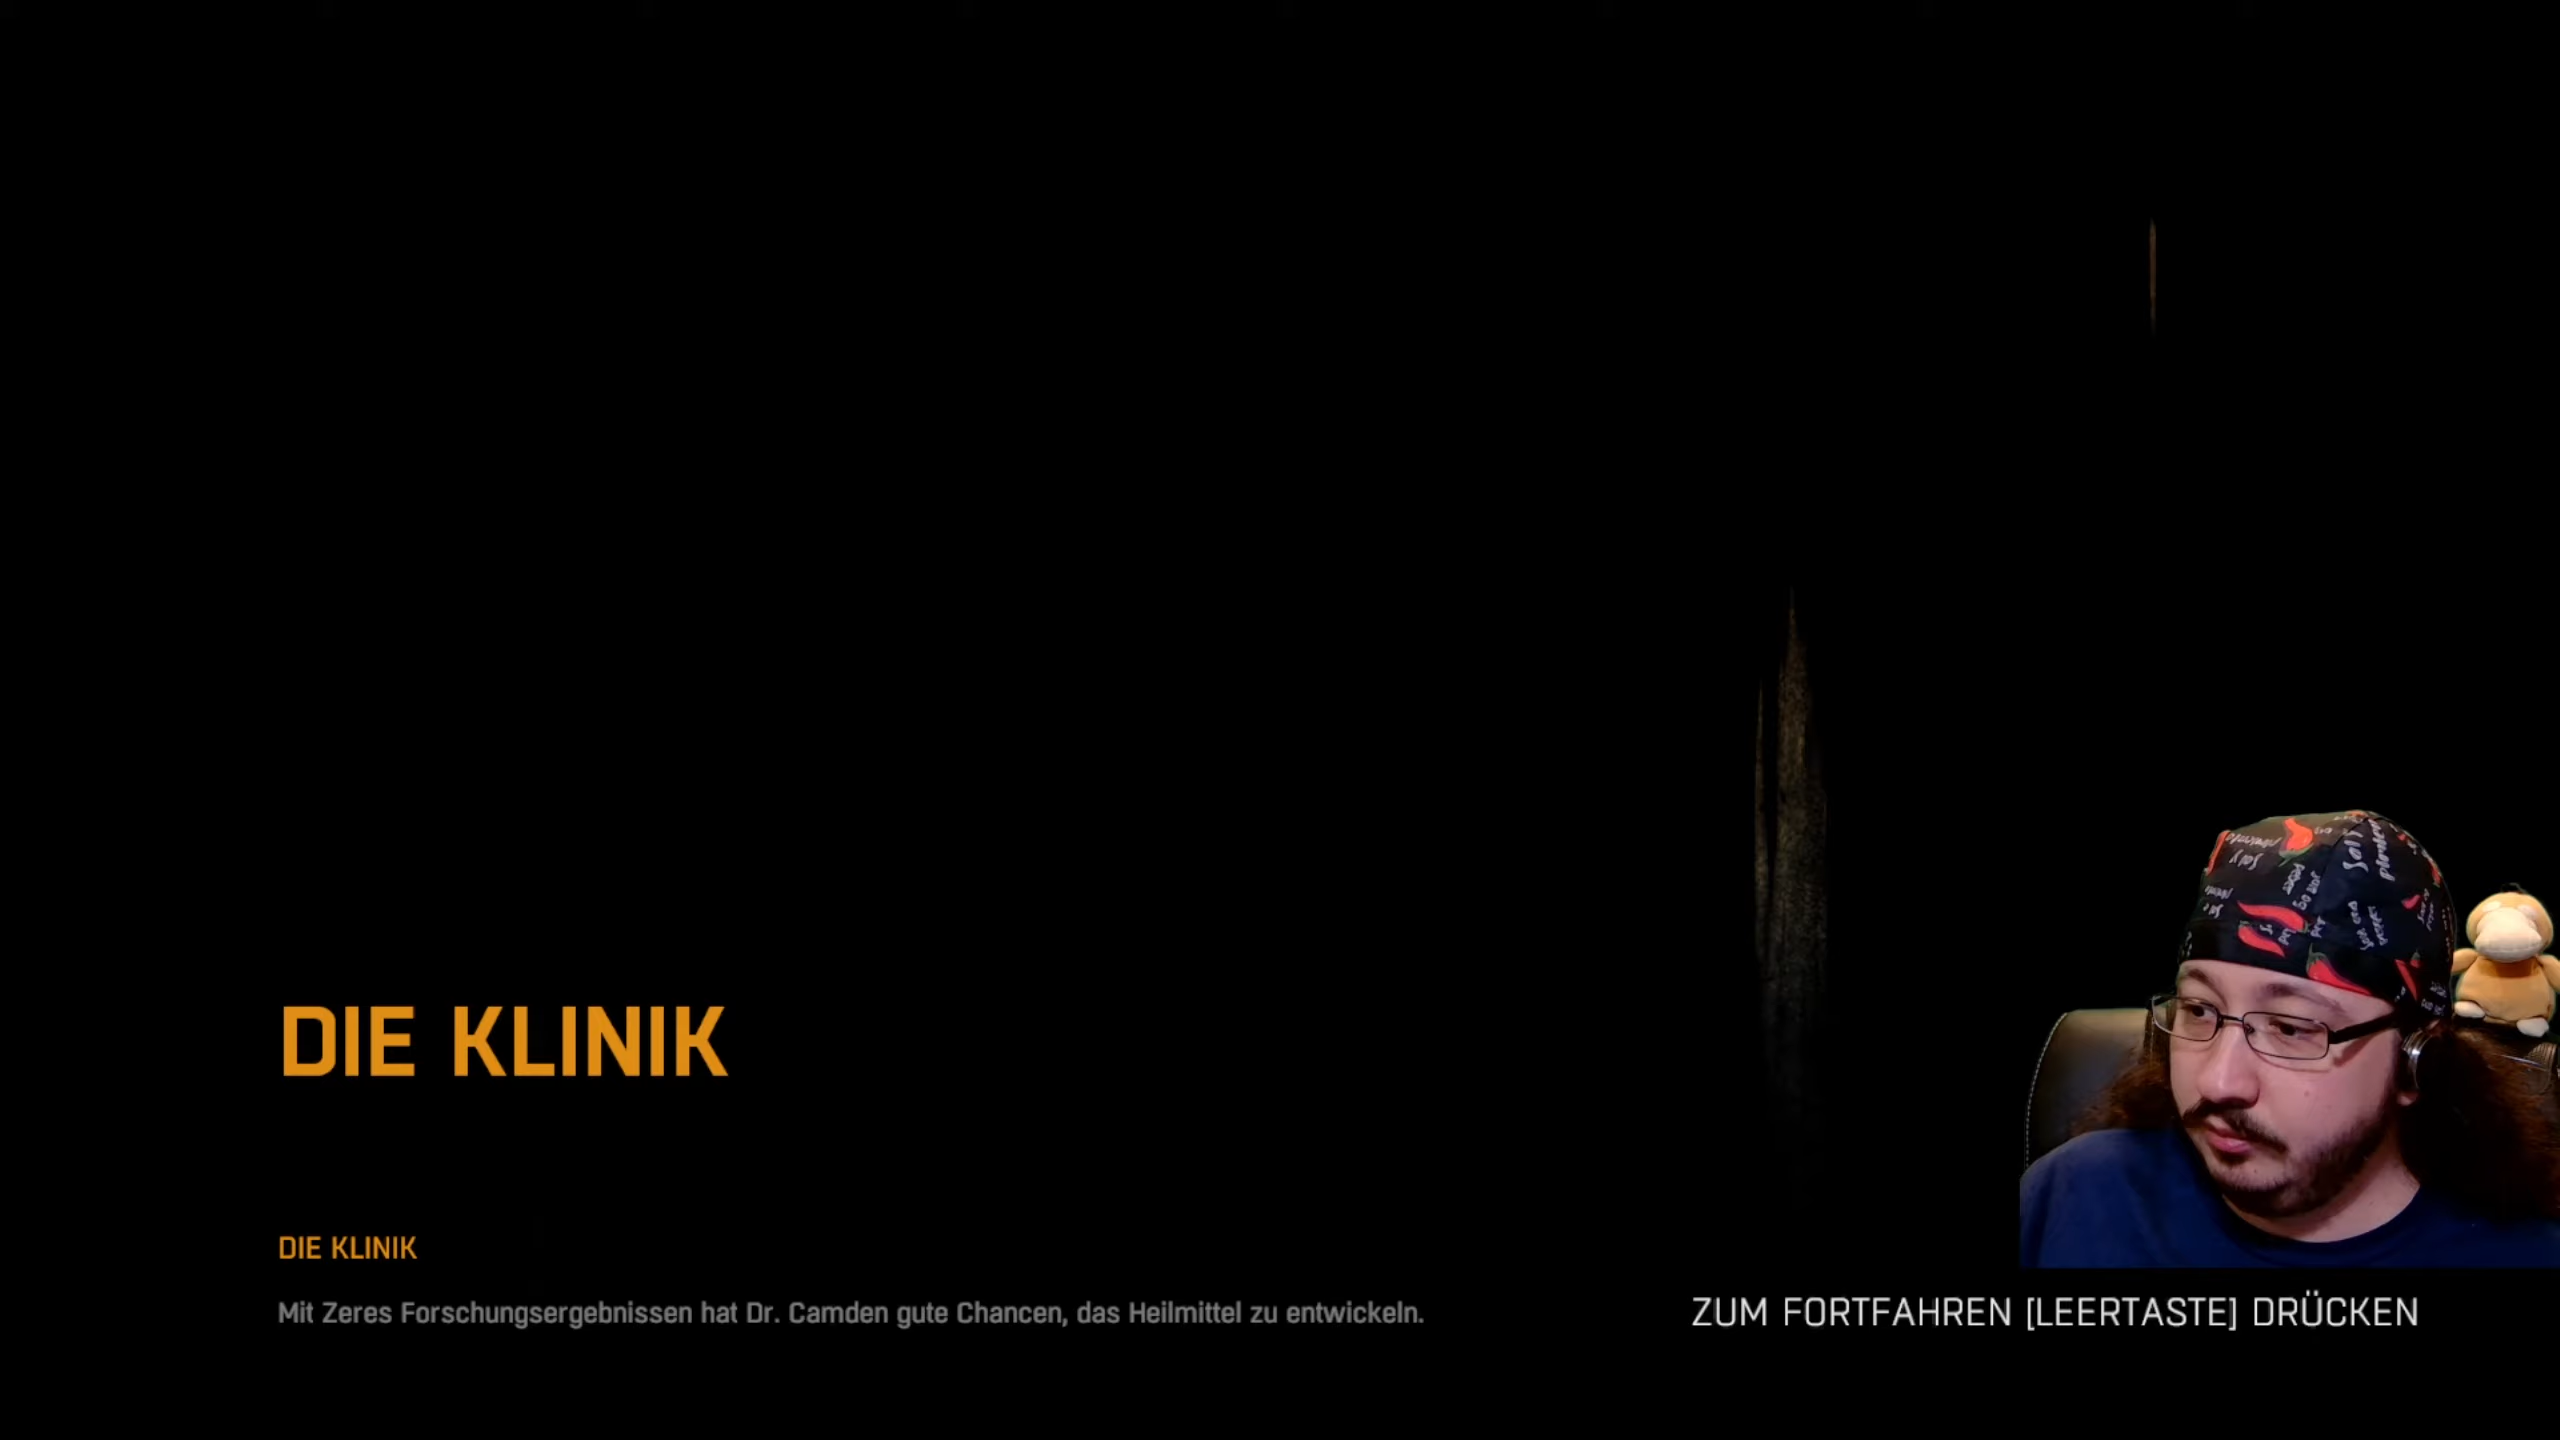 DIE KLINIK
DIE KLINIK
Mit Zeres Forschungsergebnissen hat Dr. Camden gute Chancen, das Heilmittel zu entwickeln.
ZUM FORTFAHREN [LEERTASTE] DRÜCKEN